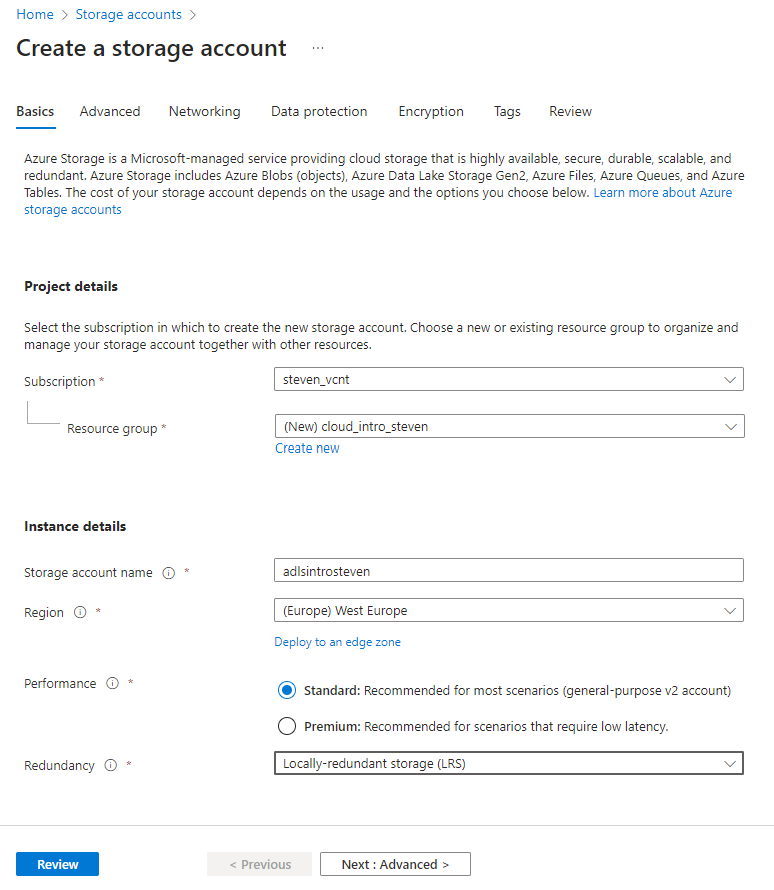 Home > Storage accounts >
Create a storage account ...
Basics Advanced Networking Data protection Encryption Tags Review
Azure Storage is a Microsoft-managed service providing cloud storage that is highly available, secure, durable, scalable, and
redundant. Azure Storage includes Azure Blobs (objects), Azure Data Lake Storage Gen2, Azure Files, Azure Queues, and Azure
Tables. The cost of your storage account depends on the usage and the options you choose below. Learn more about Azure
storage accounts
Project details
Select the subscription in which to create the new storage account. Choose a new or existing resource group to organize and
manage your storage account together with other resources.
Subscription * steven_vcnt
Resource group * (New) cloud_intro_steven
Create new
Instance details
Storage account name * adlsintrosteven
Region * (Europe) West Europe
Deploy to an edge zone
Performance * Standard: Recommended for most scenarios (general-purpose v2 account)
Premium: Recommended for scenarios that require low latency.
Redundancy * Locally-redundant storage (LRS)
Review < Previous Next : Advanced >